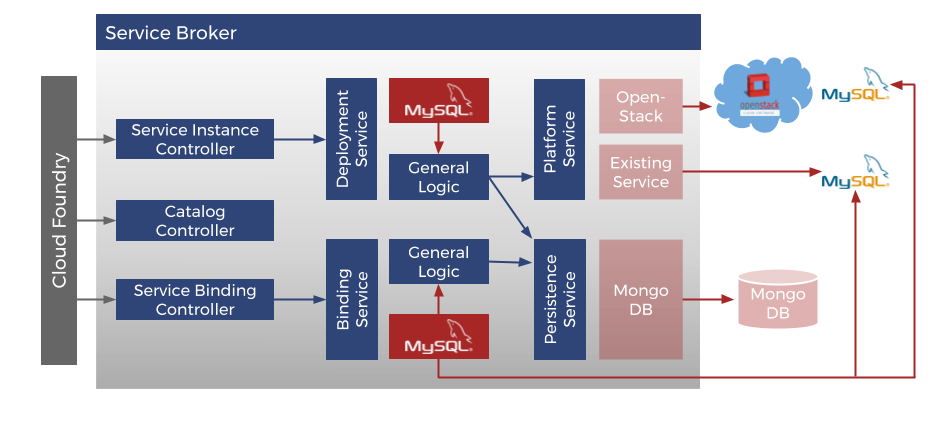 Service Broker
Cloud Foundry
Service Instance
Controller
Catalog
Controller
Service Binding
Controller
Deployment
Service
MySQL
General
Logic
Platform
Service
Open-
Stack
Existing
Service
Binding
Service
General
Logic
MySQL
Persistence
Service
Mongo
DB
openstack
MySQL
MySQL
Mongo
DB